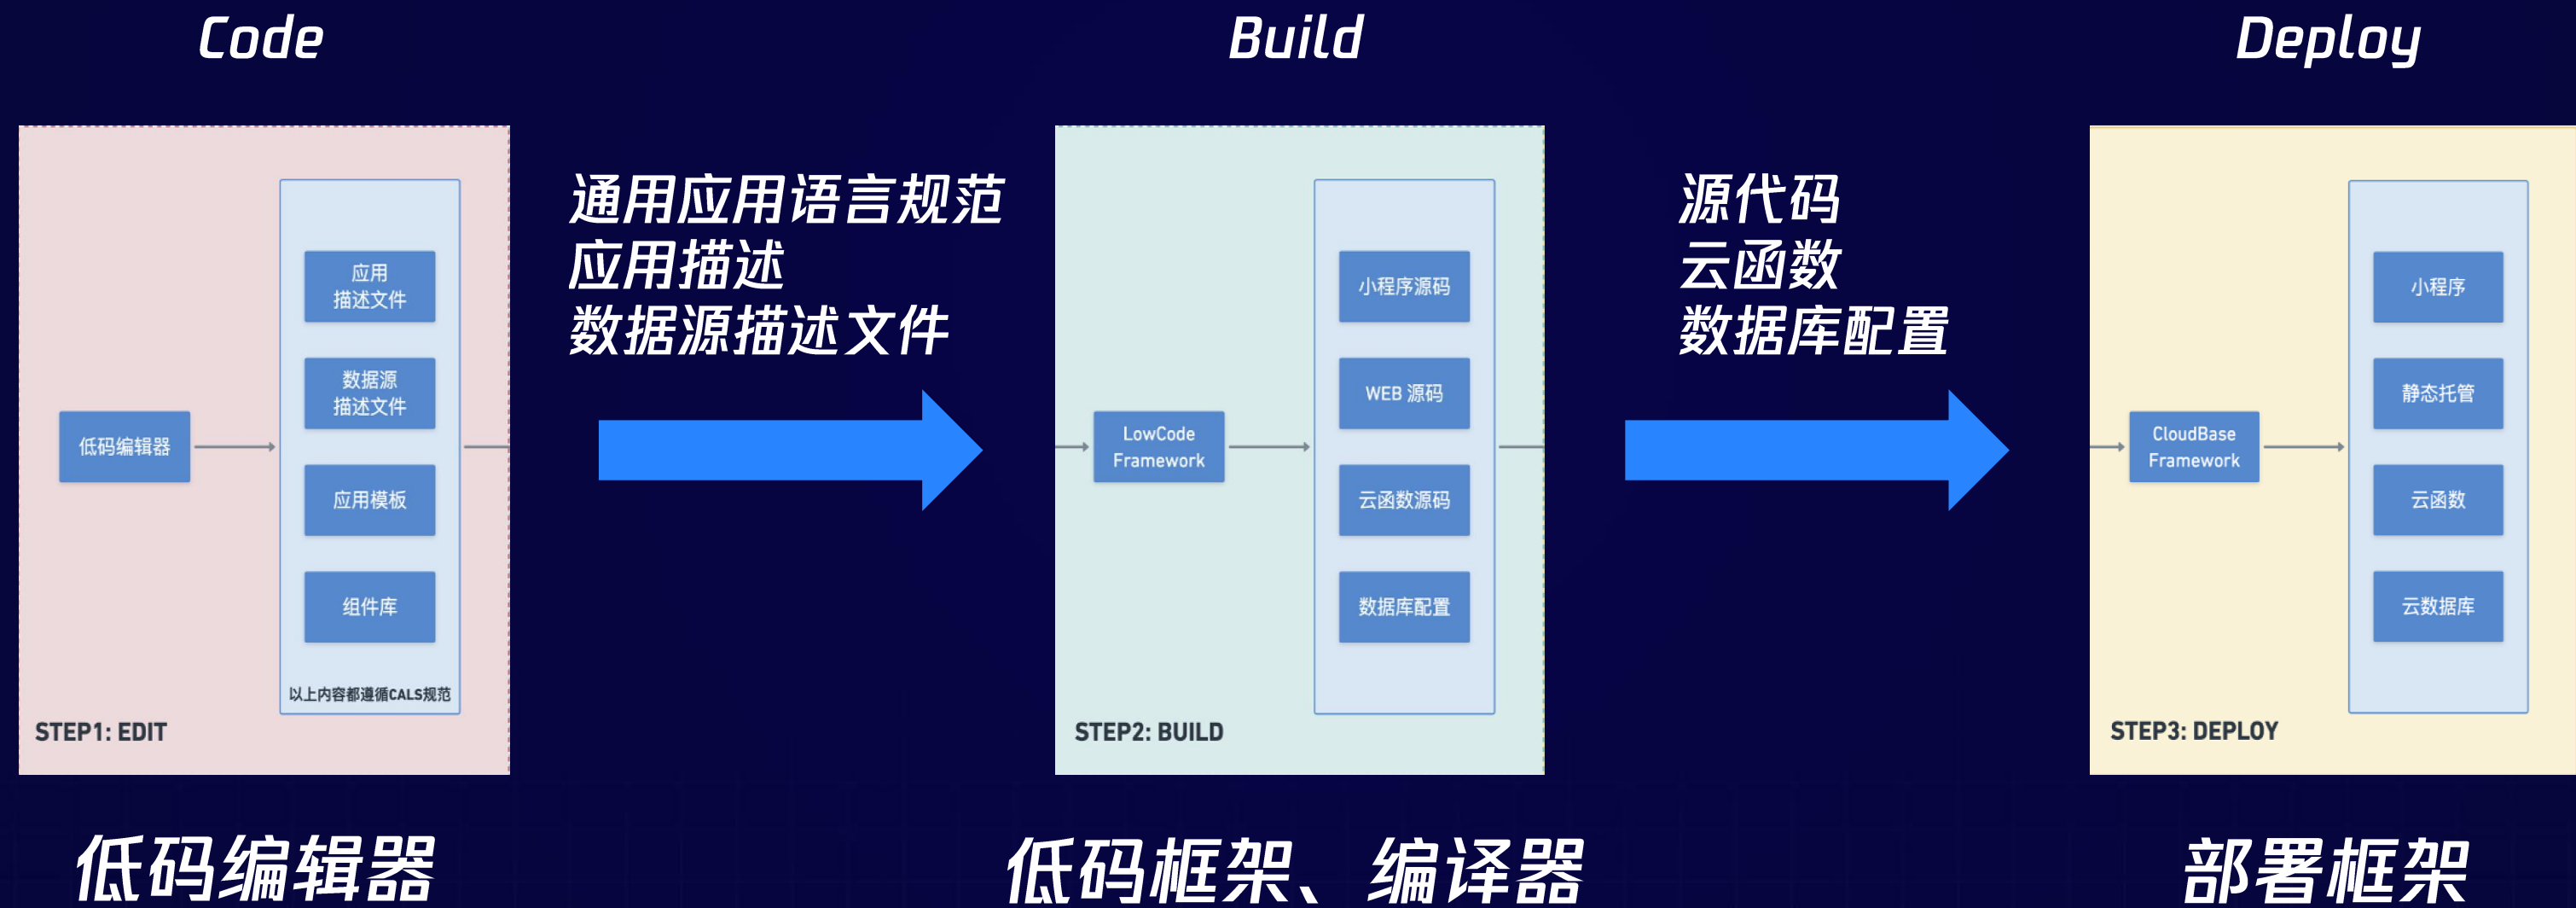 Code
Build
Deploy
通用应用语言规范
应用描述
数据源描述文件
源代码
云函数
数据库配置
低码编辑器
应用
描述文件
数据源
描述文件
应用模板
组件库
以上内容都遵循CALS规范
STEP1: EDIT
LowCode
Framework
小程序源码
WEB 源码
云函数源码
数据库配置
STEP2: BUILD
CloudBase
Framework
小程序
静态托管
云函数
云数据库
STEP3: DEPLOY
低码编辑器
低码框架、编译器
部署框架